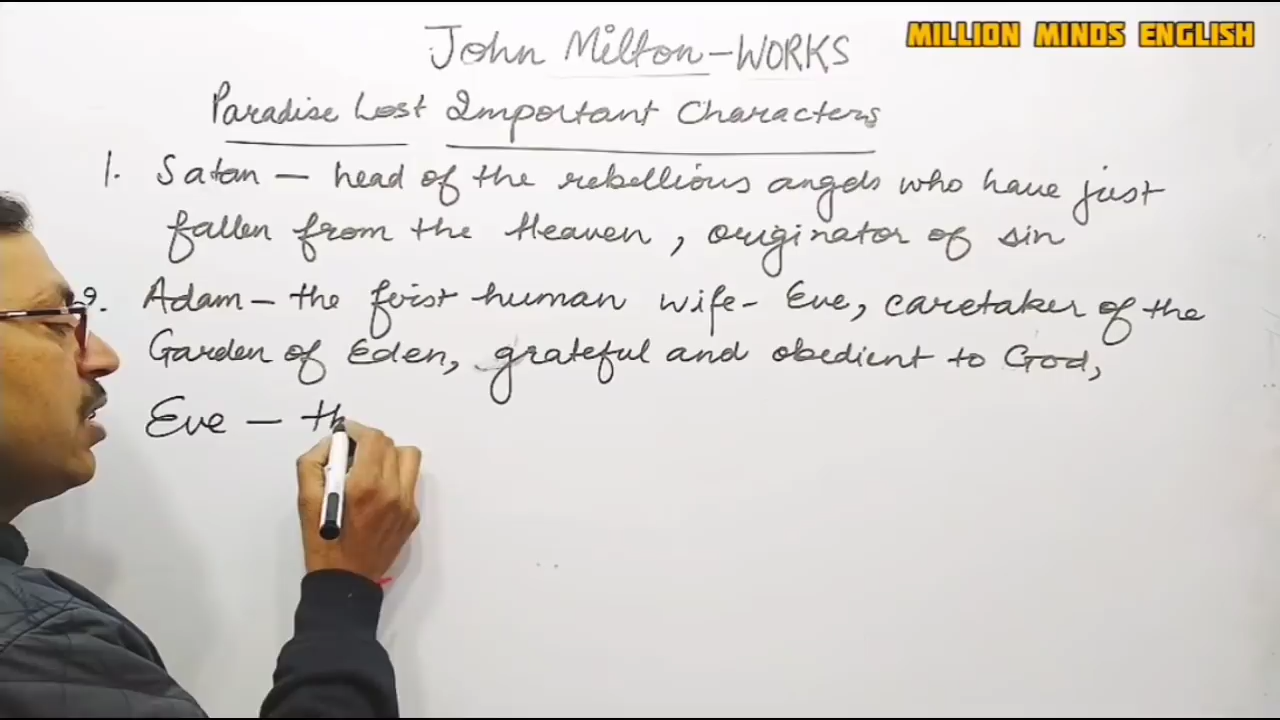 MILLION MINDS ENGLISH
John Milton - WORKS
Paradise Lost Important Characters
1. Satan - head of the rebellious angels who have just
fallen from the Heaven, originator of sin
2. Adam - the first human wife - Eve, caretaker of the
Garden of Eden, grateful and obedient to God,
Eve - th